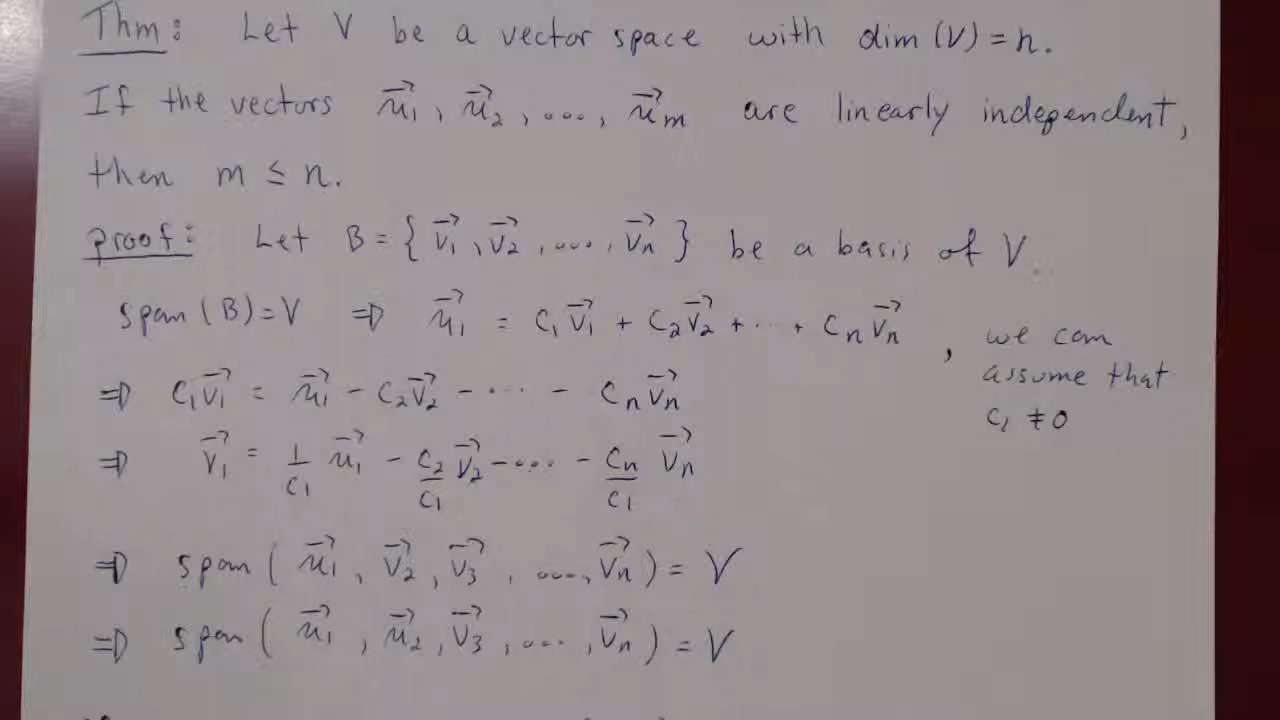 Thm: Let V be a vector space with dim (V) = n.
If the vectors u⃗₁, u⃗₂, ..., u⃗ₘ are linearly independent,
then m ≤ n.
proof: Let B = { v⃗₁, v⃗₂, ..., v⃗ₙ } be a basis of V.
span (B) = V ⇒ u⃗₁ = c₁v⃗₁ + c₂v⃗₂ + ... + cₙv⃗ₙ , we can
assume that
c₁ ≠ 0
⇒ c₁v⃗₁ = u⃗₁ - c₂v⃗₂ - ... - cₙv⃗ₙ
⇒ v⃗₁ = 1/c₁ u⃗₁ - c₂/c₁ v⃗₂ - ... - cₙ/c₁ v⃗ₙ
⇒ span ( u⃗₁, v⃗₂, v⃗₃, ..., v⃗ₙ ) = V
⇒ span ( u⃗₁, u⃗₂, v⃗₃, ..., v⃗ₙ ) = V